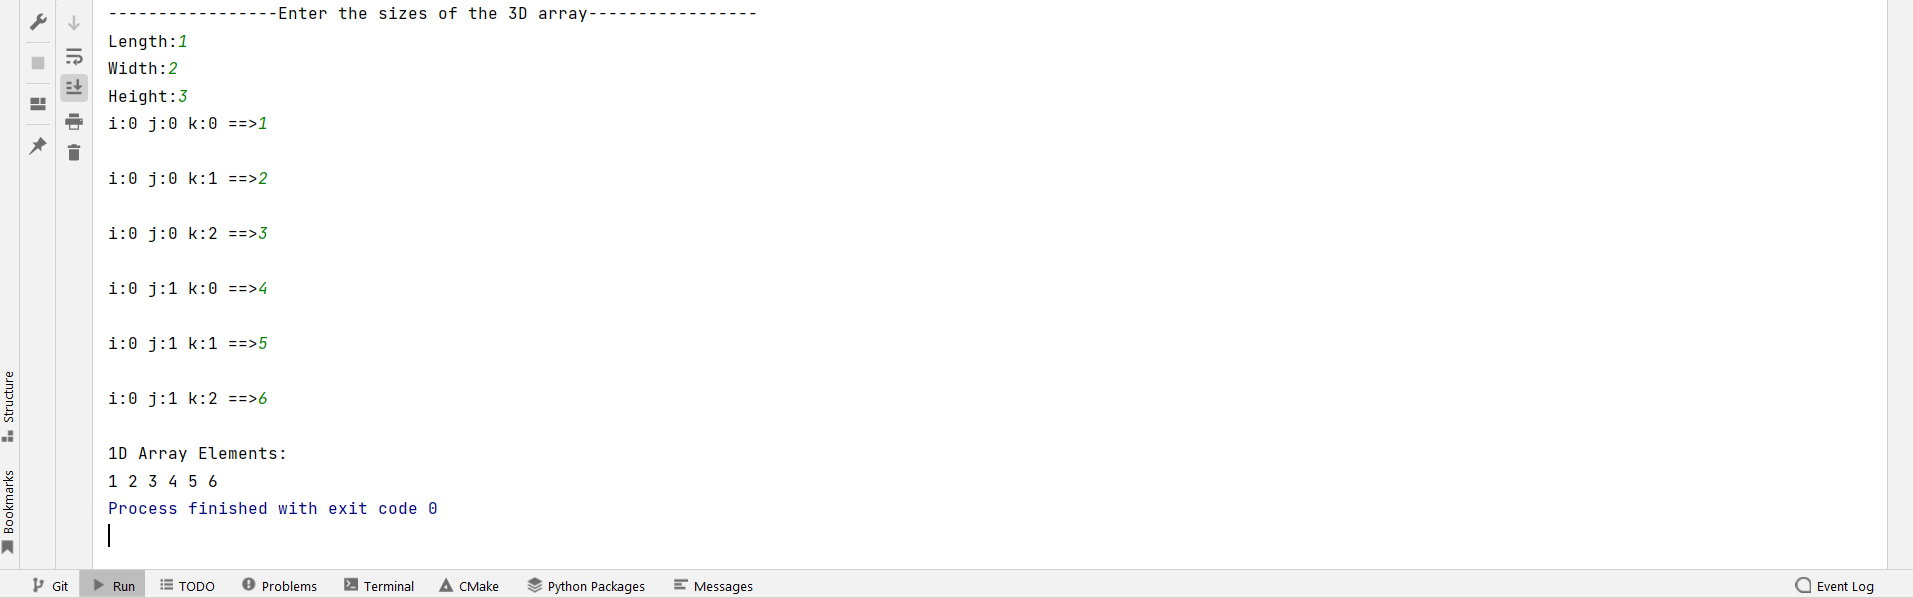 -----------------Enter the sizes of the 3D array-----------------
Length:1
Width:2
Height:3
i:0 j:0 k:0 ==>1
i:0 j:0 k:1 ==>2
i:0 j:0 k:2 ==>3
i:0 j:1 k:0 ==>4
i:0 j:1 k:1 ==>5
i:0 j:1 k:2 ==>6
1D Array Elements:
1 2 3 4 5 6
Process finished with exit code 0
Structure
Bookmarks
Git Run TODO Problems Terminal CMake Python Packages Messages Event Log